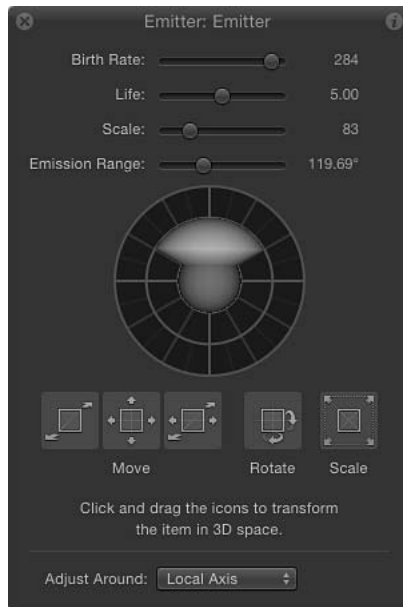 Emitter: Emitter
Birth Rate: 284
Life: 5.00
Scale: 83
Emission Range: 119.69°
Move Rotate Scale
Click and drag the icons to transform
the item in 3D space.
Adjust Around: Local Axis